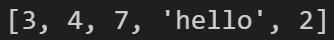 [3, 4, 7, 'hello', 2]